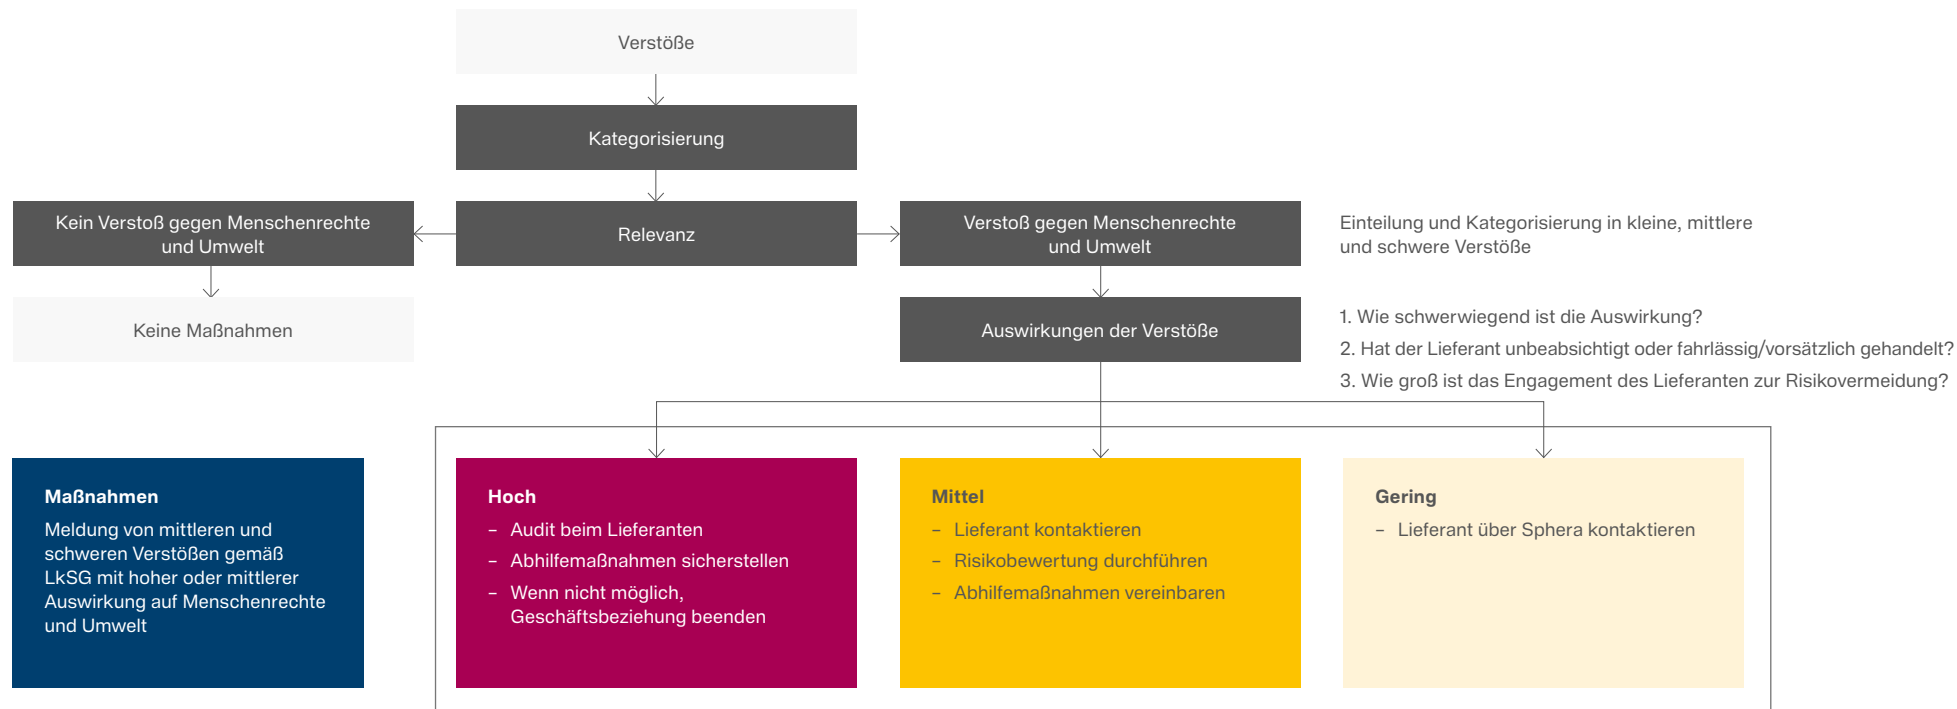 Verstöße
Kategorisierung
Kein Verstoß gegen Menschenrechte
und Umwelt
Relevanz
Verstoß gegen Menschenrechte
und Umwelt
Einteilung und Kategorisierung in kleine, mittlere
und schwere Verstöße
Keine Maßnahmen
Auswirkungen der Verstöße
1. Wie schwerwiegend ist die Auswirkung?
2. Hat der Lieferant unbeabsichtigt oder fahrlässig/vorsätzlich gehandelt?
3. Wie groß ist das Engagement des Lieferanten zur Risikovermeidung?
Maßnahmen
Meldung von mittleren und
schweren Verstößen gemäß
LkSG mit hoher oder mittlerer
Auswirkung auf Menschenrechte
und Umwelt
Hoch
– Audit beim Lieferanten
– Abhilfemaßnahmen sicherstellen
– Wenn nicht möglich,
Geschäftsbeziehung beenden
Mittel
– Lieferant kontaktieren
– Risikobewertung durchführen
– Abhilfemaßnahmen vereinbaren
Gering
– Lieferant über Sphera kontaktieren